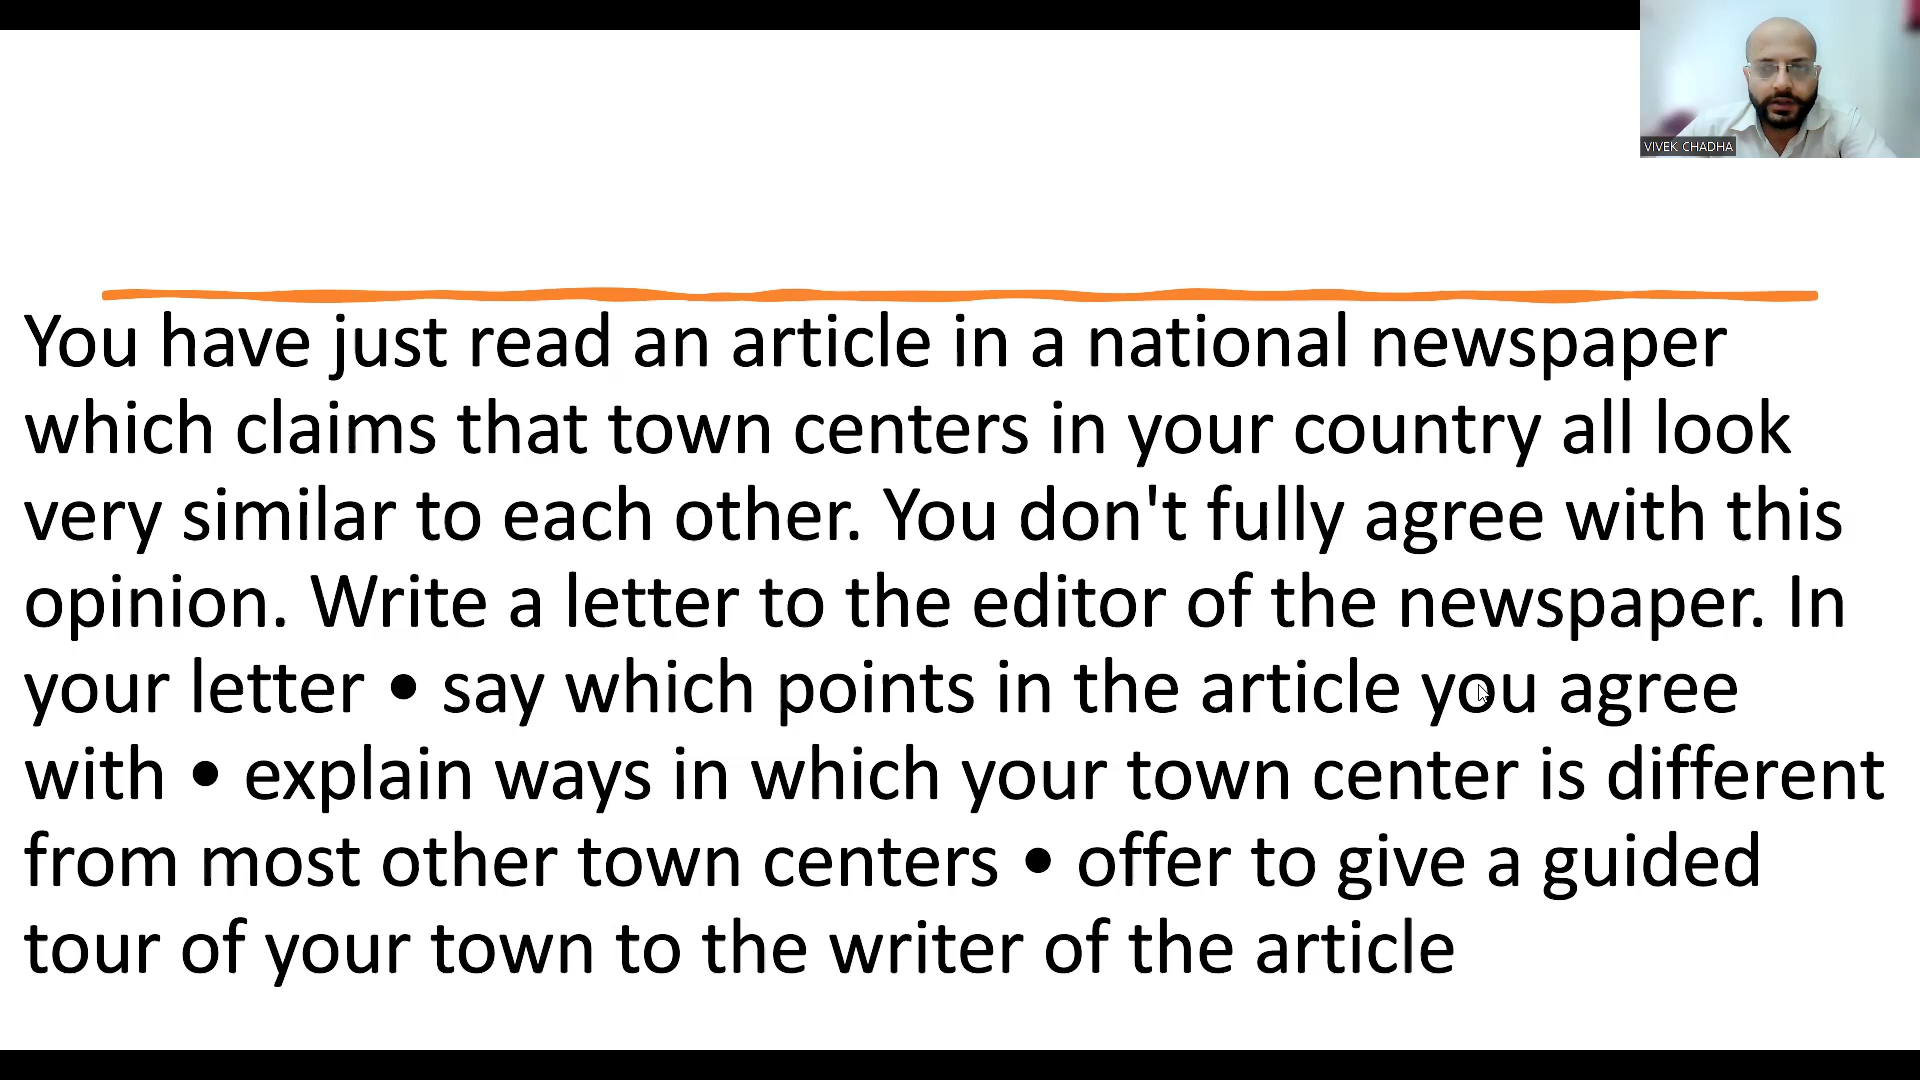 VIVEK CHADHA
You have just read an article in a national newspaper
which claims that town centers in your country all look
very similar to each other. You don't fully agree with this
opinion. Write a letter to the editor of the newspaper. In
your letter • say which points in the article you agree
with • explain ways in which your town center is different
from most other town centers • offer to give a guided
tour of your town to the writer of the article